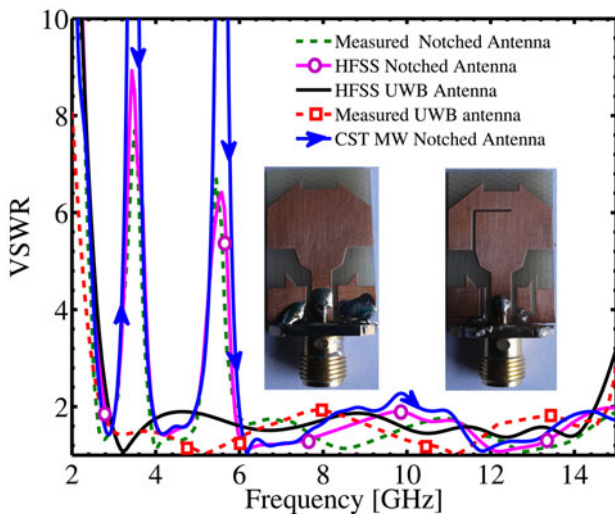 10
8
6
4
2
VSWR
Measured Notched Antenna
HFSS Notched Antenna
HFSS UWB Antenna
Measured UWB antenna
CST MW Notched Antenna
2 4 6 8 10 12 14
Frequency [GHz]